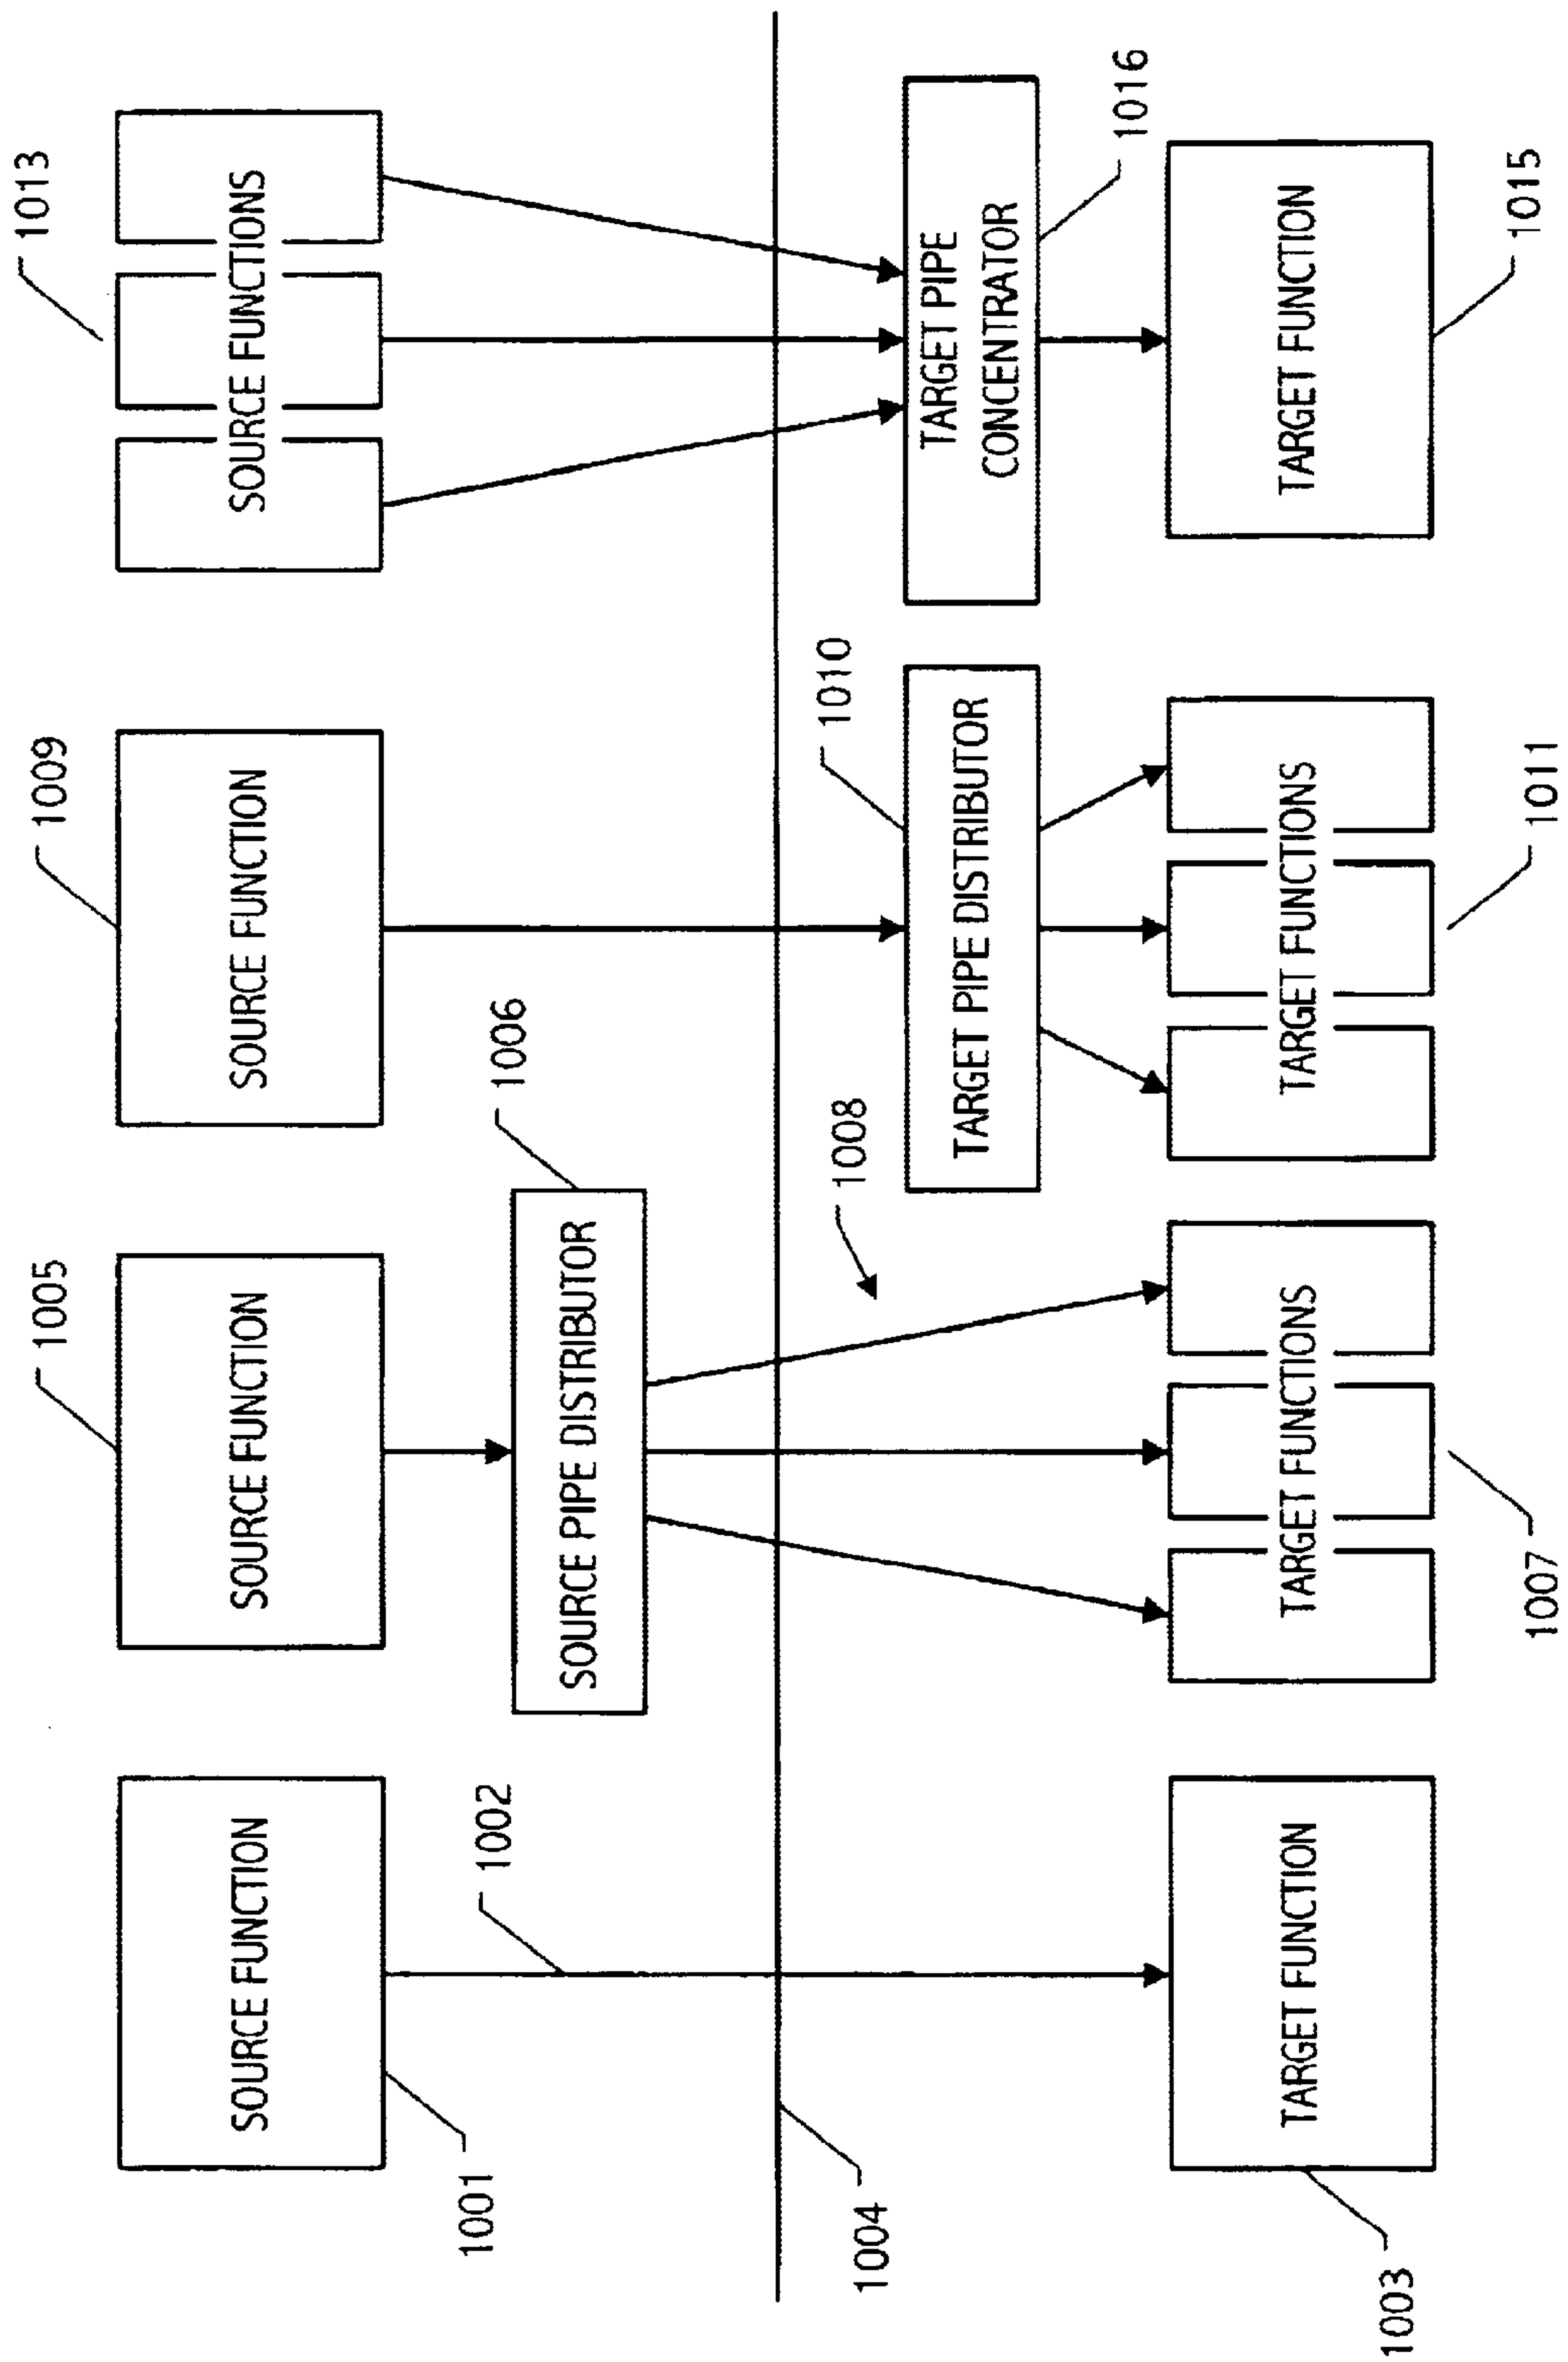 1005
1009
1013
SOURCE FUNCTION
SOURCE FUNCTION
SOURCE FUNCTION
SOURCE FUNCTIONS
1001
1002
1006
SOURCE PIPE DISTRIBUTOR
1004
1008
1010
TARGET PIPE DISTRIBUTOR
TARGET PIPE
CONCENTRATOR
1016
TARGET FUNCTION
TARGET FUNCTIONS
TARGET FUNCTIONS
TARGET FUNCTION
1003
1007
1011
1015